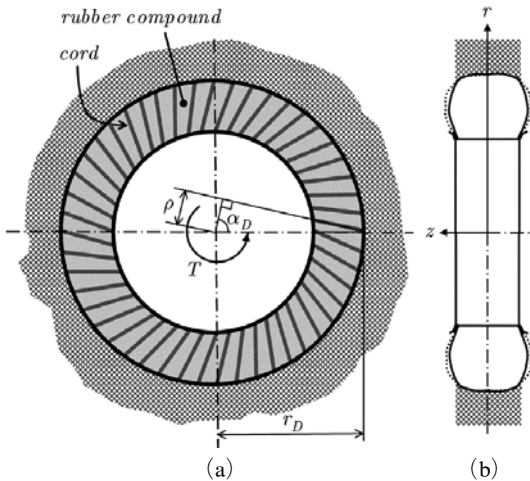 rubber compound
cord
ρ
α_D
T
r_D
(a)
r
z
(b)